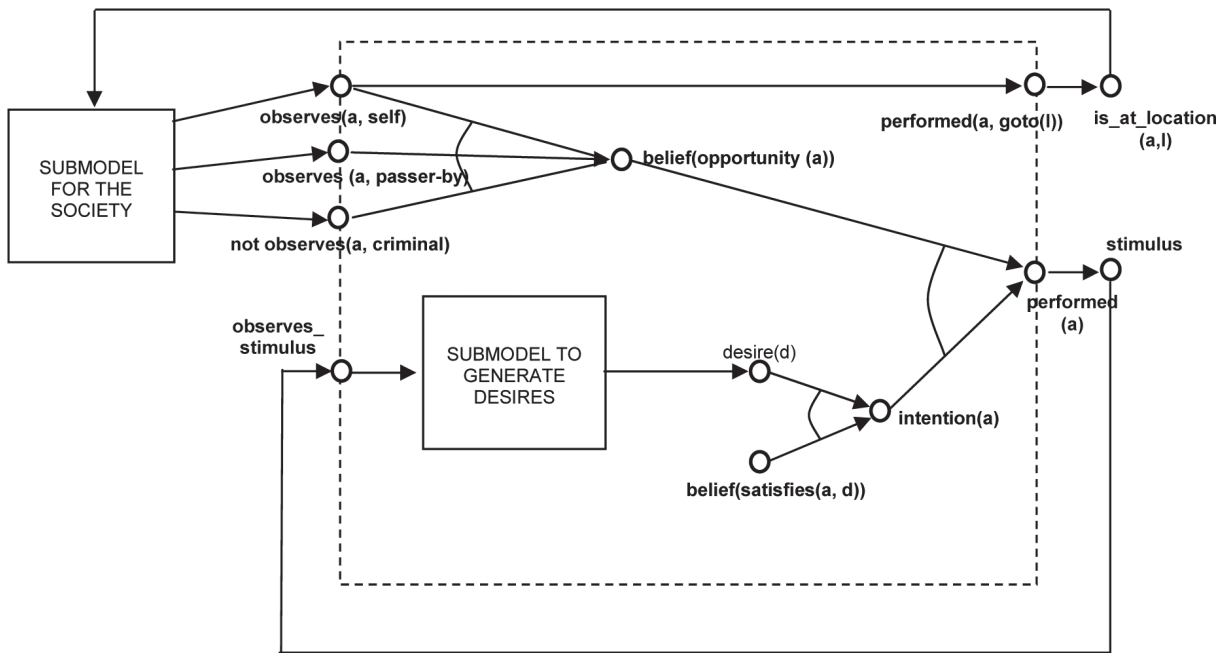 observes(a, self)
performed(a, goto(l))
is_at_location
(a,l)
SUBMODEL
FOR THE
SOCIETY
observes (a, passer-by)
belief(opportunity (a))
not observes(a, criminal)
stimulus
performed
(a)
observes_
stimulus
SUBMODEL TO
GENERATE
DESIRES
desire(d)
intention(a)
belief(satisfies(a, d))